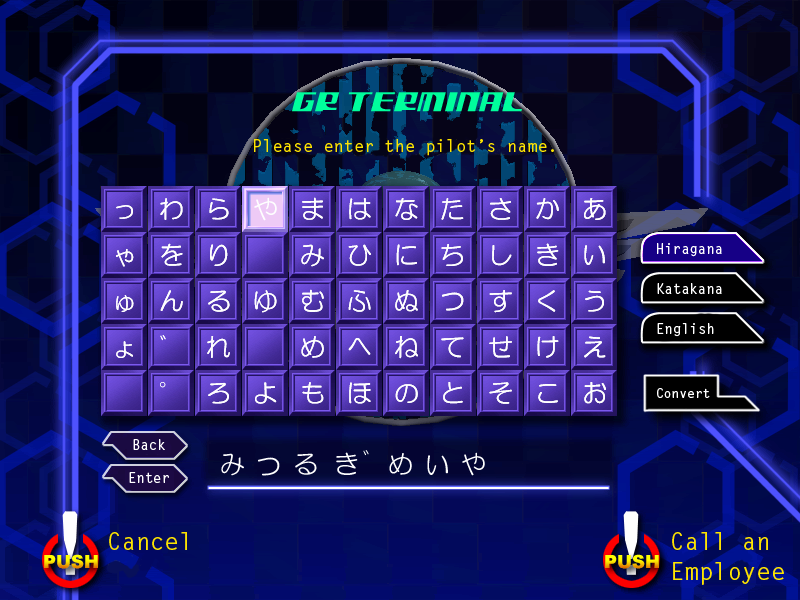 GR TERMINAL
Please enter the pilot's name.
っ わ ら や ま は な た さ か あ
ゃ を り み ひ に ち し き い
ゅ ん る ゆ む ふ ぬ つ す く う
ょ ゛ れ め へ ね て せ け え
゜ ろ よ も ほ の と そ こ お
Hiragana
Katakana
English
Convert
Back
Enter
みつるき゛めいや
PUSH
Cancel
PUSH
Call an
Employee